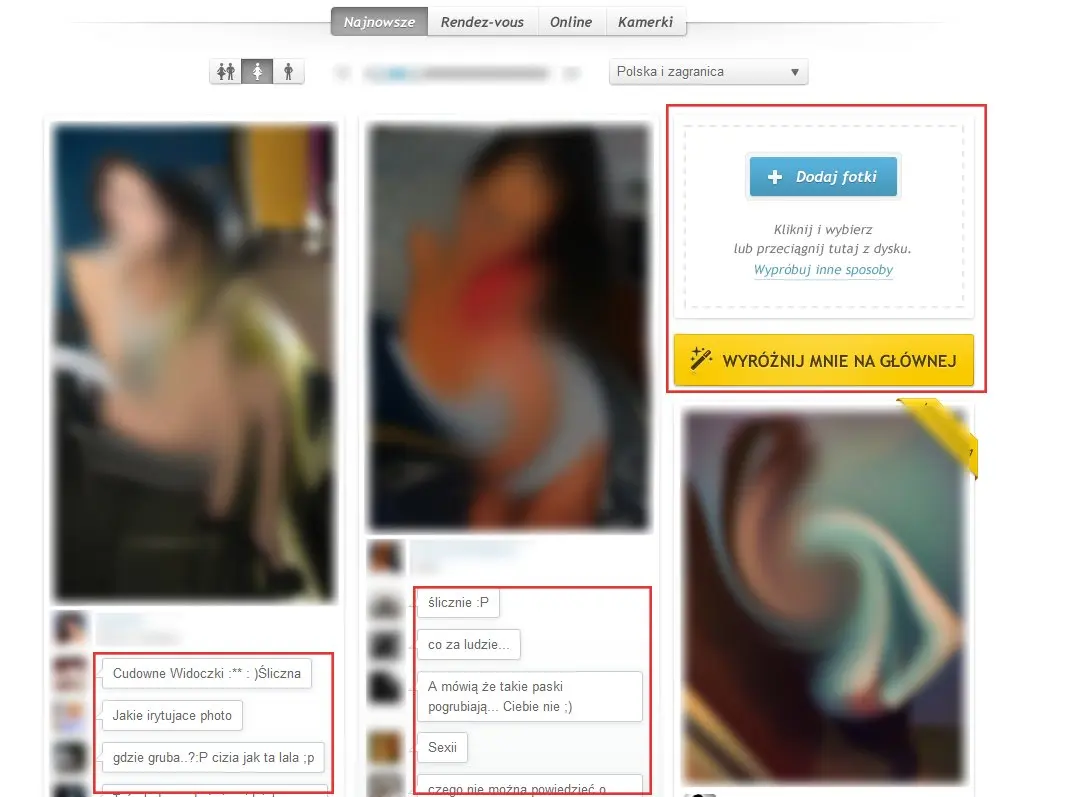 Najnowsze
Rendez-vous
Online
Kamerki
Polska i zagranica
Dodaj fotki
Kliknij i wybierz
lub przeciągnij tutaj z dysku.
Wypróbuj inne sposoby
WYRÓŻNIJ MNIE NA GŁÓWNEJ
Cudowne Widoczki :** : )Śliczna
Jakie irytujace photo
gdzie gruba..?:P cizia jak ta lala ;p
ślicznie :P
co za ludzie...
A mówią że takie paski
pogrubiają... Ciebie nie ;)
Sexii
czego nie można powiedzieć o